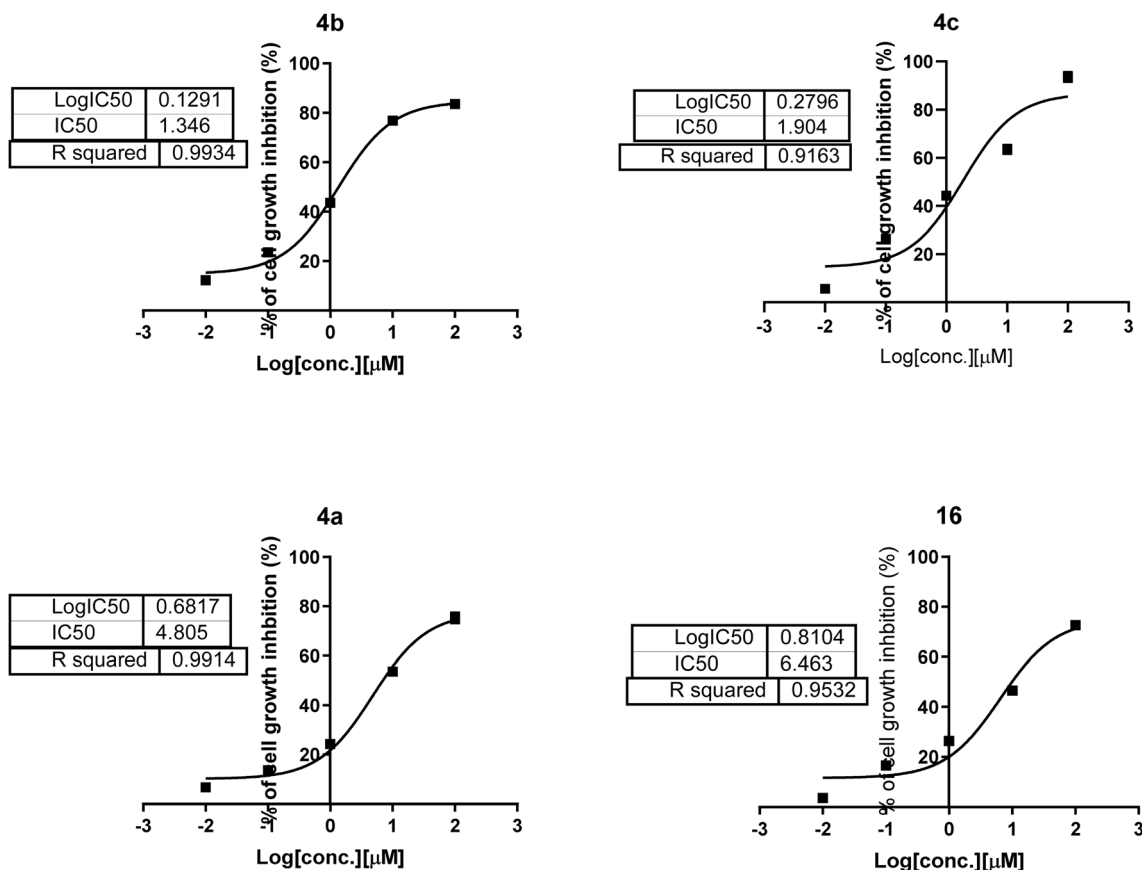 4b
LogIC50 0.1291
IC50 1.346
R squared 0.9934
% of cell growth inhbition (%)
100
80
60
40
20
-3 -2 -1 0 1 2 3
Log[conc.][μM]
4c
LogIC50 0.2796
IC50 1.904
R squared 0.9163
% of cell growth inhbition (%)
100
80
60
40
20
-3 -2 -1 0 1 2 3
Log[conc.][μM]
4a
LogIC50 0.6817
IC50 4.805
R squared 0.9914
% of cell growth inhbition (%)
100
80
60
40
20
-3 -2 -1 0 1 2 3
Log[conc.][μM]
16
LogIC50 0.8104
IC50 6.463
R squared 0.9532
% of cell growth inhbition (%)
100
80
60
40
20
-3 -2 -1 0 1 2 3
Log[conc.][μM]